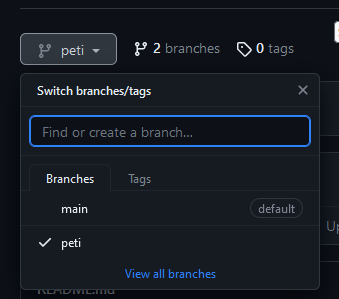 peti 2 branches 0 tags
Switch branches/tags
Find or create a branch...
Branches Tags
main default
peti
View all branches
README.md